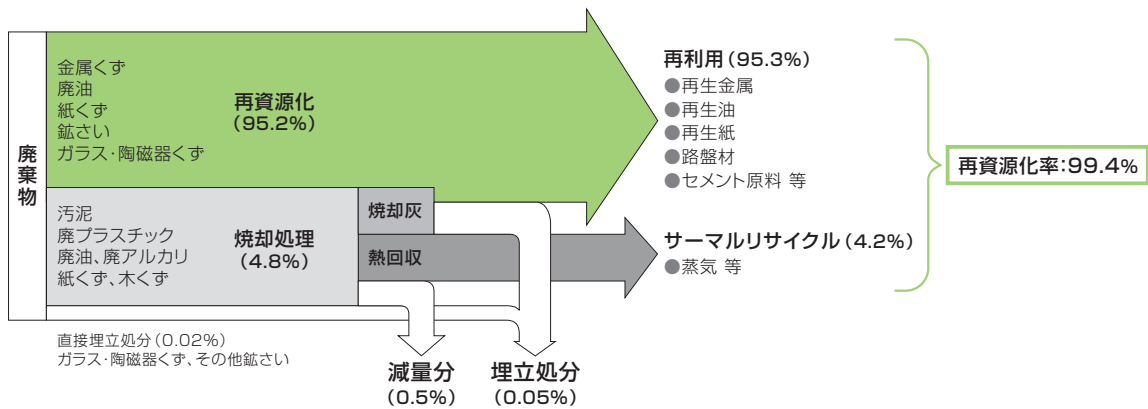 廃棄物
金属くず
廃油
紙くず
鉱さい
ガラス・陶磁器くず
再資源化
(95.2%)
汚泥
廃プラスチック
廃油、廃アルカリ
紙くず、木くず
焼却処理
(4.8%)
焼却灰
熱回収
直接埋立処分(0.02%)
ガラス・陶磁器くず、その他鉱さい
減量分
(0.5%)
埋立処分
(0.05%)
再利用(95.3%)
●再生金属
●再生油
●再生紙
●路盤材
●セメント原料 等
サーマルリサイクル(4.2%)
●蒸気 等
再資源化率:99.4%